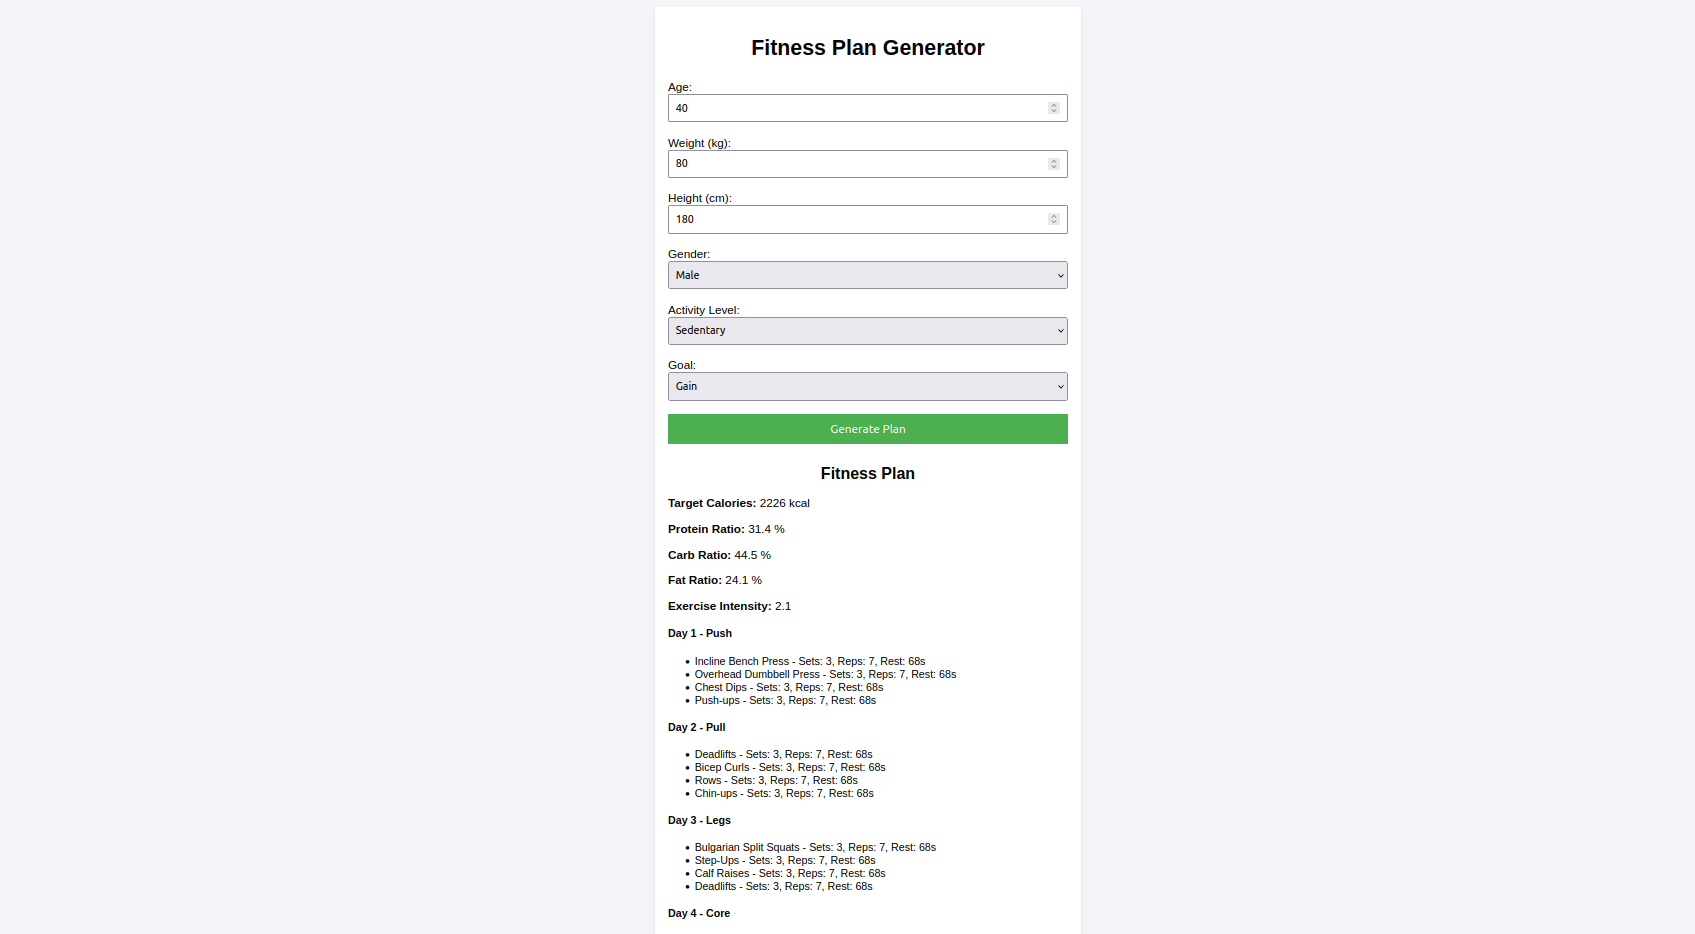 Fitness Plan Generator
Age:
40
Weight (kg):
80
Height (cm):
180
Gender:
Male
Activity Level:
Sedentary
Goal:
Gain
Generate Plan
Fitness Plan
Target Calories: 2226 kcal
Protein Ratio: 31.4 %
Carb Ratio: 44.5 %
Fat Ratio: 24.1 %
Exercise Intensity: 2.1
Day 1 - Push
• Incline Bench Press - Sets: 3, Reps: 7, Rest: 68s
• Overhead Dumbbell Press - Sets: 3, Reps: 7, Rest: 68s
• Chest Dips - Sets: 3, Reps: 7, Rest: 68s
• Push-ups - Sets: 3, Reps: 7, Rest: 68s
Day 2 - Pull
• Deadlifts - Sets: 3, Reps: 7, Rest: 68s
• Bicep Curls - Sets: 3, Reps: 7, Rest: 68s
• Rows - Sets: 3, Reps: 7, Rest: 68s
• Chin-ups - Sets: 3, Reps: 7, Rest: 68s
Day 3 - Legs
• Bulgarian Split Squats - Sets: 3, Reps: 7, Rest: 68s
• Step-Ups - Sets: 3, Reps: 7, Rest: 68s
• Calf Raises - Sets: 3, Reps: 7, Rest: 68s
• Deadlifts - Sets: 3, Reps: 7, Rest: 68s
Day 4 - Core